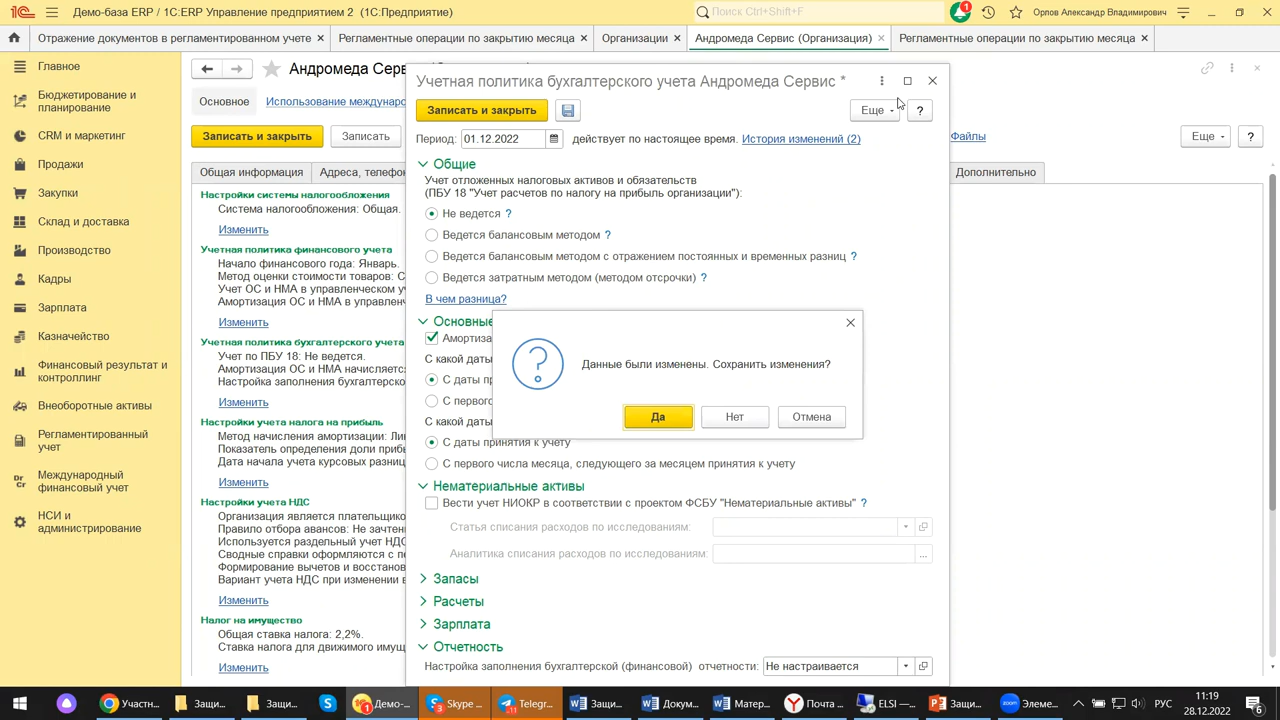 Демо-база ERP / 1C:ERP Управление предприятием 2 (1С:Предприятие)
Поиск Ctrl+Shift+F
1
Орлов Александр Владимирович
Отражение документов в регламентированном учете
Регламентные операции по закрытию месяца
Организации
Андромеда Сервис (Организация)
Регламентные операции по закрытию месяца
Главное
Бюджетирование и
планирование
CRM и маркетинг
Продажи
Закупки
Склад и доставка
Производство
Кадры
Зарплата
Казначейство
Финансовый результат и
контроллинг
Внеоборотные активы
Регламентированный
учет
Международный
финансовый учет
НСИ и
администрирование
Андромеда Серв
Основное
Использование междунаро
Файлы
Записать и закрыть
Записать
Еще
?
Общая информация
Адреса, телефон
Дополнительно
Настройки системы налогообложения
Система налогообложения: Общая.
Изменить
Учетная политика финансового учета
Начало финансового года: Январь.
Метод оценки стоимости товаров: С
Учет ОС и НМА в управленческом у
Амортизация ОС и НМА в управлен
Изменить
Учетная политика бухгалтерского учета
Учет по ПБУ 18: Не ведется.
Амортизация ОС и НМА начисляется
Настройка заполнения бухгалтерско
Изменить
Настройки учета налога на прибыль
Метод начисления амортизации: Ли
Показатель определения доли прибы
Дата начала учета курсовых разниц
Изменить
Настройки учета НДС
Организация является плательщико
Правило отбора авансов: Не зачтен
Используется раздельный учет НДС
Сводные справки оформляются с пе
Формирование вычетов и восстанов
Вариант учета НДС при изменении в
Изменить
Налог на имущество
Общая ставка налога: 2,2%.
Ставка налога для движимого имущ
Изменить
Учетная политика бухгалтерского учета Андромеда Сервис *
Записать и закрыть
Еще
?
Период: 01.12.2022 действует по настоящее время. История изменений (2)
Общие
Учет отложенных налоговых активов и обязательств
(ПБУ 18 "Учет расчетов по налогу на прибыль организации"):
Не ведется ?
Ведется балансовым методом ?
Ведется балансовым методом с отражением постоянных и временных разниц ?
Ведется затратным методом (методом отсрочки) ?
В чем разница?
Основные
Амортиза
С какой даты
С даты пр
С первого
С какой даты
С даты принятия к учету
С первого числа месяца, следующего за месяцем принятия к учету
Данные были изменены. Сохранить изменения?
Да
Нет
Отмена
Нематериальные активы
Вести учет НИОКР в соответствии с проектом ФСБУ "Нематериальные активы" ?
Статья списания расходов по исследованиям:
Аналитика списания расходов по исследованиям:
...
Запасы
Расчеты
Зарплата
Отчетность
Настройка заполнения бухгалтерской (финансовой) отчетности: Не настраивается
Участн...
Защи...
Защи...
Демо-...
Skype ...
Telegr...
Защи...
Докум...
Матер...
Почта ...
ELSI —...
Защи...
Элеме...
РУС
11:19
28.12.2022
6